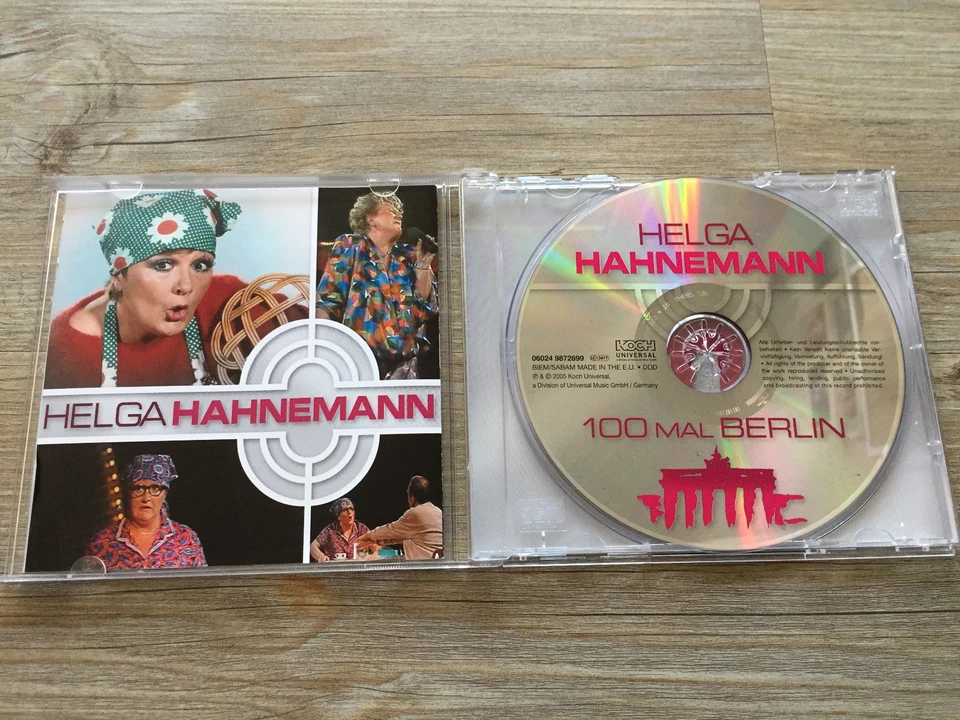 HELGA HAHNEMANN
HELGA
HAHNEMANN
06024 9872899
LC 11677
BIEM/SABAM MADE IN THE E.U. • DDD
℗ & © 2005 Koch Universal,
a Division of Universal Music GmbH / Germany
KOCH
UNIVERSAL
Alle Urheber- und Leistungsschutzrechte vor-
behalten • Kein Verleih! Keine unerlaubte Ver-
vielfältigung, Vermietung, Aufführung, Sendung!
• All rights of the producer and of the owner of
the work reproduced reserved • Unauthorized
copying, hiring, lending, public performance
and broadcasting of this record prohibited.
100 MAL BERLIN